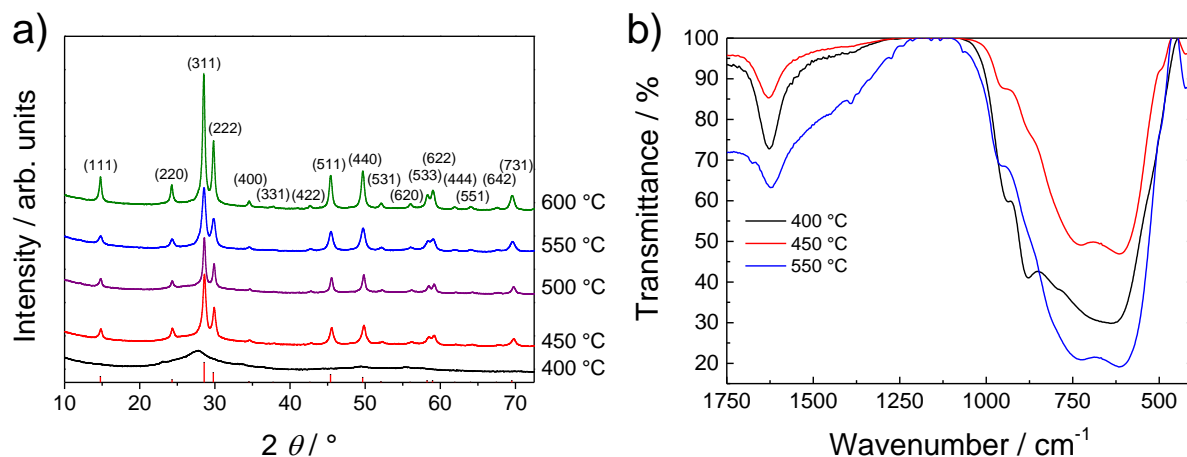 a)
Intensity / arb. units
(111)
(220)
(311)
(222)
(400)
(331)
(422)
(511)
(440)
(531)
(620)
(533)
(622)
(444)
(551)
(642)
(731)
600 °C
550 °C
500 °C
450 °C
400 °C
10 20 30 40 50 60 70
2 θ / °
b)
Transmittance / %
100
90
80
70
60
50
40
30
20
400 °C
450 °C
550 °C
1750 1500 1250 1000 750 500
Wavenumber / cm⁻¹